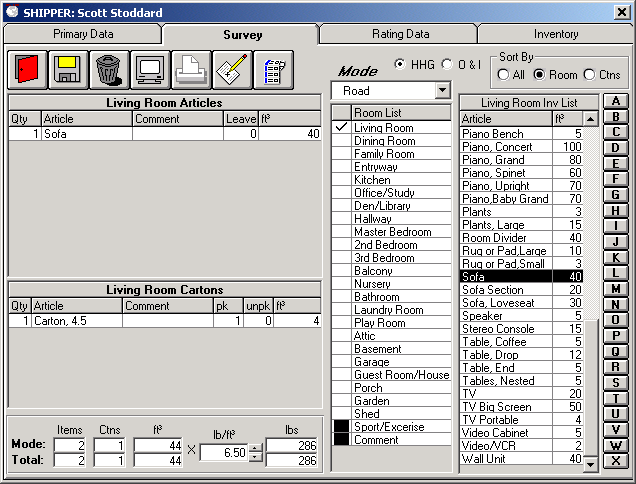 SHIPPER: Scott Stoddard
Primary Data Survey Rating Data Inventory
Mode HHG O & I
Sort By
All Room Ctns
Road
Living Room Articles
Qty Article Comment Leave ft³
1 Sofa 0 40
Living Room Cartons
Qty Article Comment pk unpk ft³
1 Carton, 4.5 1 0 4
Items Ctns ft³ lb/ft³ lbs
Mode: 2 1 44 X 6.50 286
Total: 2 1 44 286
Room List
Living Room
Dining Room
Family Room
Entryway
Kitchen
Office/Study
Den/Library
Hallway
Master Bedroom
2nd Bedroom
3rd Bedroom
Balcony
Nursery
Bathroom
Laundry Room
Play Room
Attic
Basement
Garage
Guest Room/House
Porch
Garden
Shed
Sport/Excerise
Comment
Living Room Inv List
Article ft³
Piano Bench 5
Piano, Concert 100
Piano, Grand 80
Piano, Spinet 60
Piano, Upright 70
Piano,Baby Grand 70
Plants 3
Plants, Large 15
Room Divider 40
Rug or Pad,Large 10
Rug or Pad,Small 3
Sofa 40
Sofa Section 20
Sofa, Loveseat 30
Speaker 5
Stereo Console 15
Table, Coffee 5
Table, Drop 12
Table, End 5
Tables, Nested 5
TV 20
TV Big Screen 50
TV Portable 4
Video Cabinet 5
Video/VCR 2
Wall Unit 40
A
B
C
D
E
F
G
H
I
J
K
L
M
N
O
P
Q
R
S
T
U
V
W
X